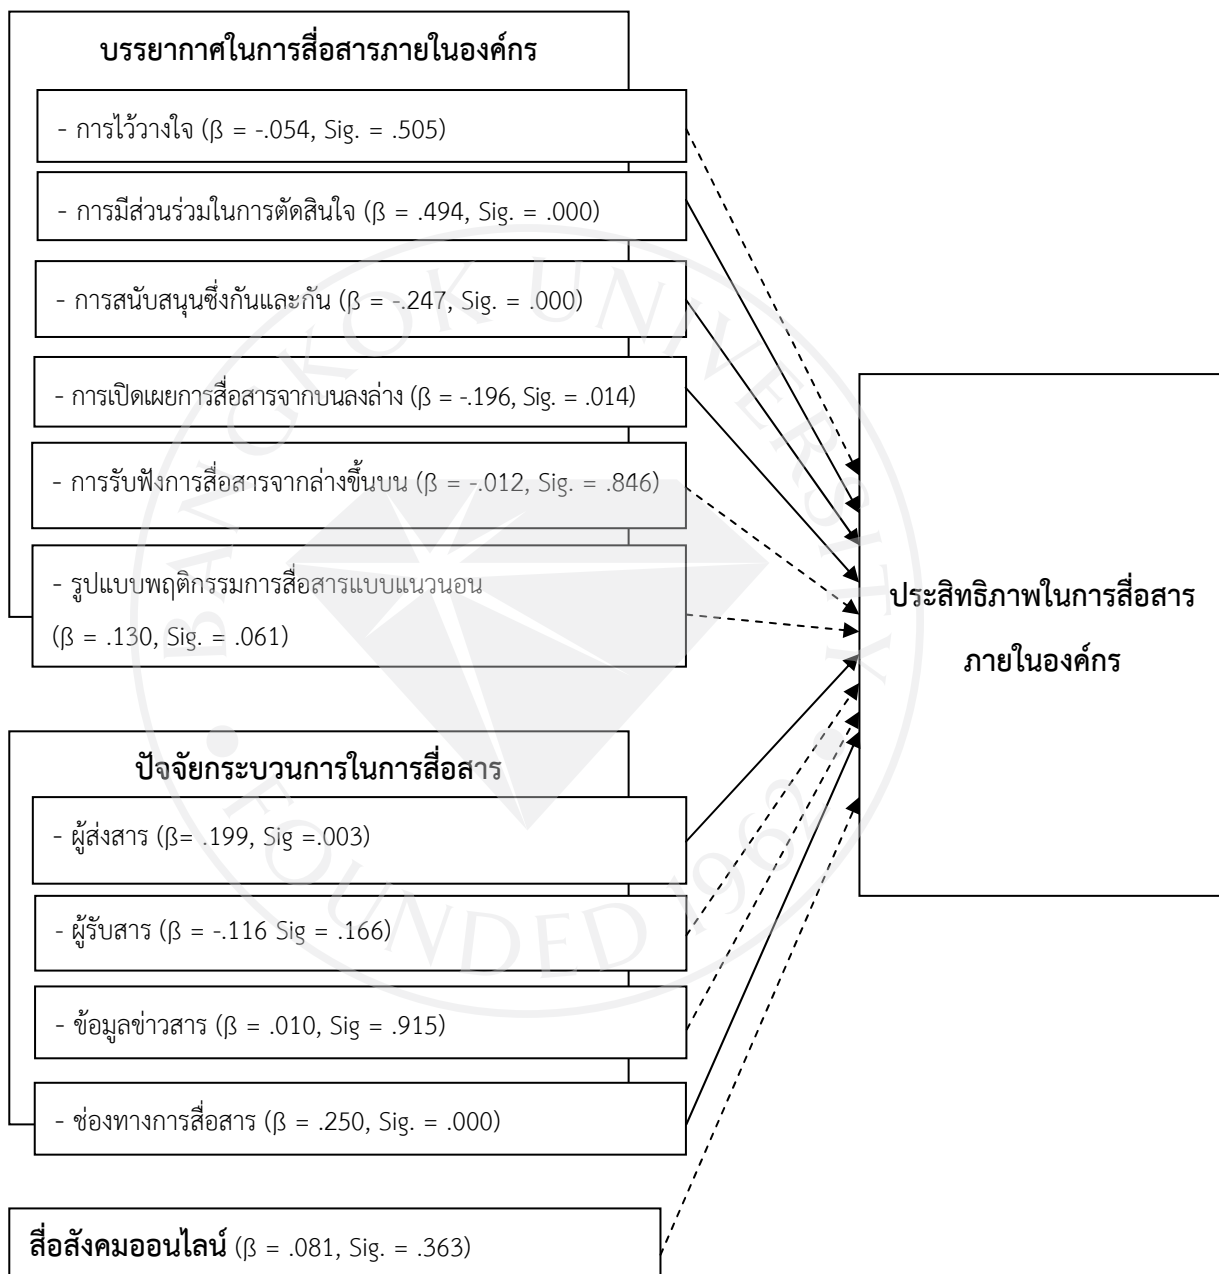 บรรยากาศในการสื่อสารภายในองค์กร
- การไว้วางใจ (β = -.054, Sig. = .505)
- การมีส่วนร่วมในการตัดสินใจ (β = .494, Sig. = .000)
- การสนับสนุนซึ่งกันและกัน (β = -.247, Sig. = .000)
- การเปิดเผยการสื่อสารจากบนลงล่าง (β = -.196, Sig. = .014)
- การรับฟังการสื่อสารจากล่างขึ้นบน (β = -.012, Sig. = .846)
- รูปแบบพฤติกรรมการสื่อสารแบบแนวนอน
(β = .130, Sig. = .061)
ประสิทธิภาพในการสื่อสาร
ภายในองค์กร
ปัจจัยกระบวนการในการสื่อสาร
- ผู้ส่งสาร (β= .199, Sig =.003)
- ผู้รับสาร (β = -.116 Sig = .166)
- ข้อมูลข่าวสาร (β = .010, Sig = .915)
- ช่องทางการสื่อสาร (β = .250, Sig. = .000)
สื่อสังคมออนไลน์ (β = .081, Sig. = .363)
BANGKOK UNIVERSITY
FOUNDED 1962